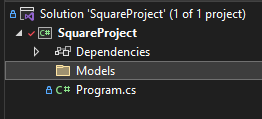 Solution 'SquareProject' (1 of 1 project)
C# SquareProject
Dependencies
Models
C# Program.cs